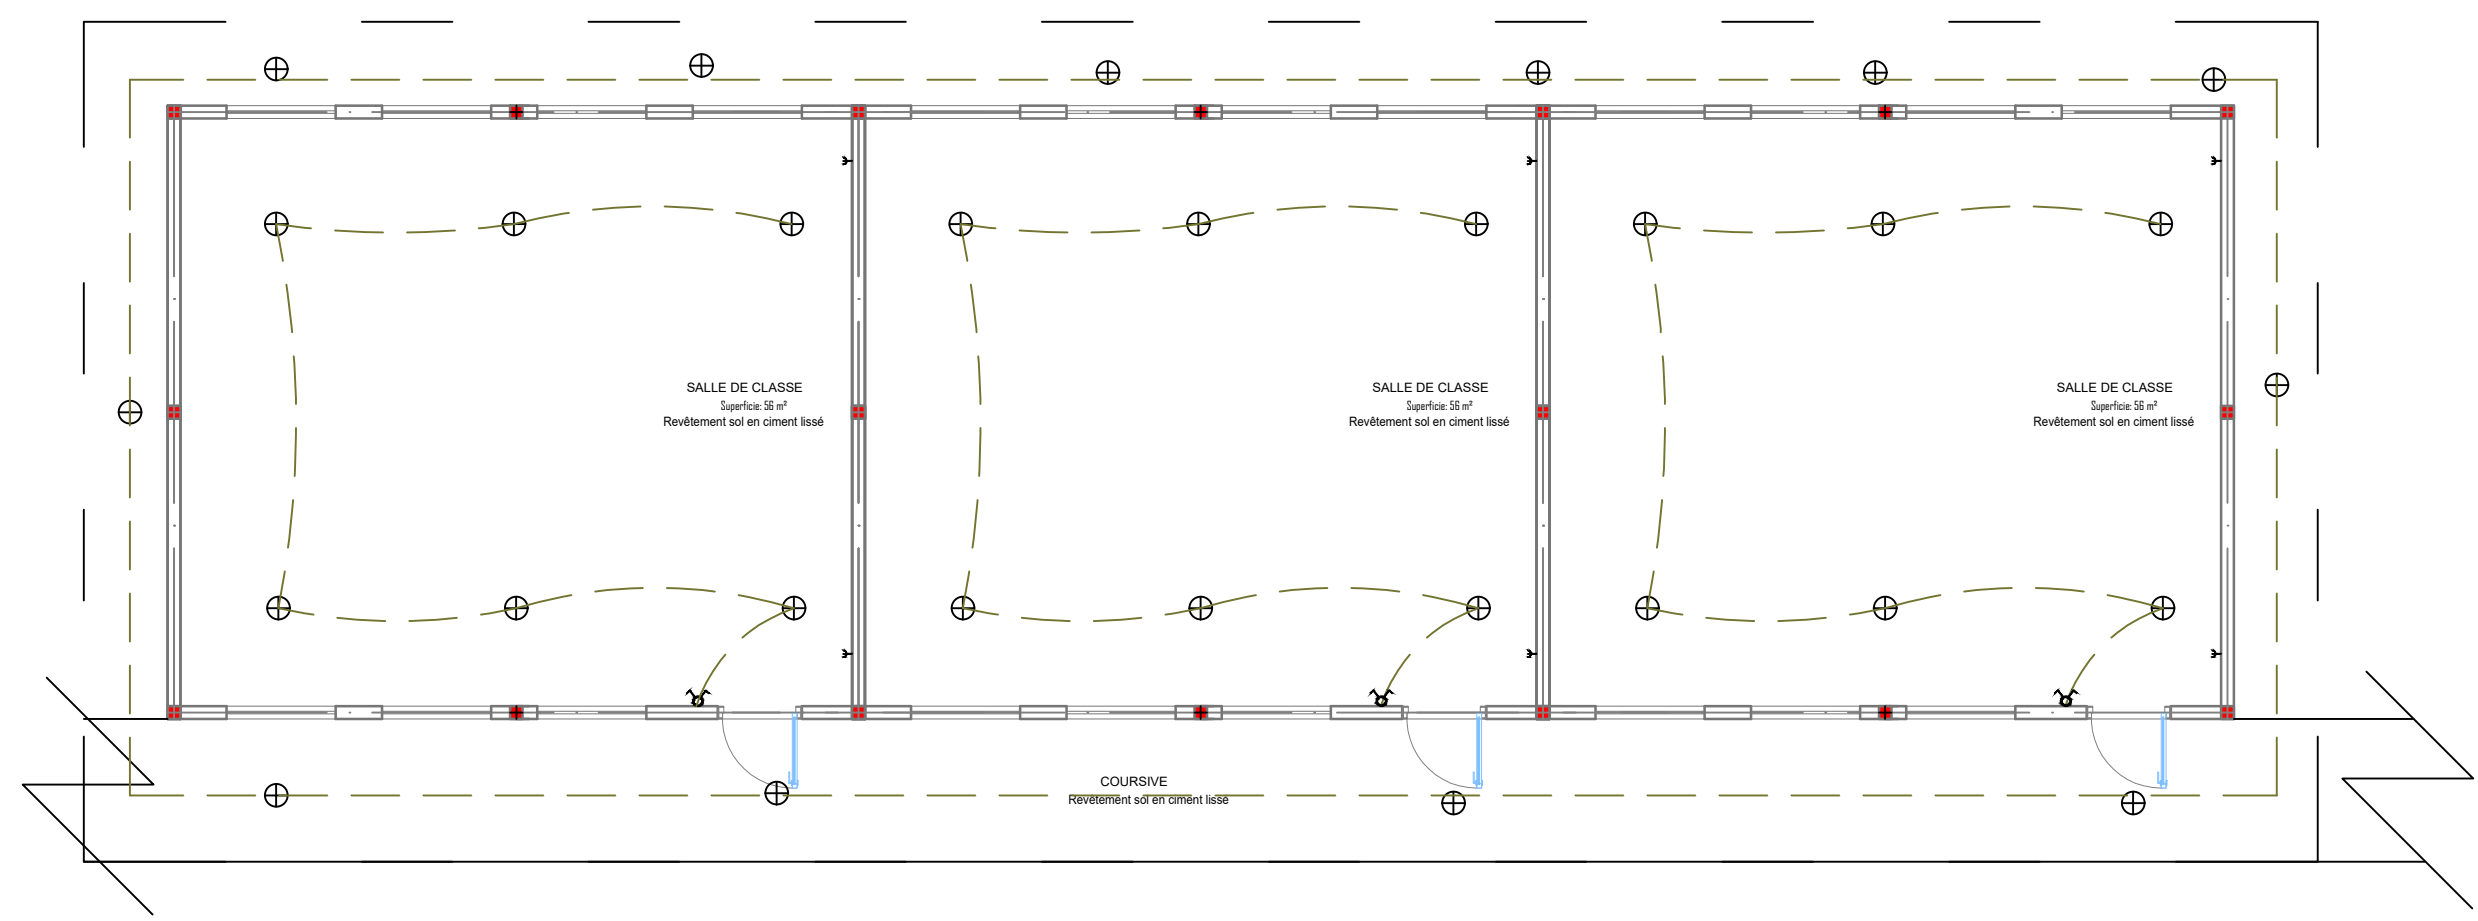 SALLE DE CLASSE
Superficie: 56 m²
Revêtement sol en ciment lissé
SALLE DE CLASSE
Superficie: 56 m²
Revêtement sol en ciment lissé
SALLE DE CLASSE
Superficie: 56 m²
Revêtement sol en ciment lissé
COURSIVE
Revêtement sol en ciment lissé